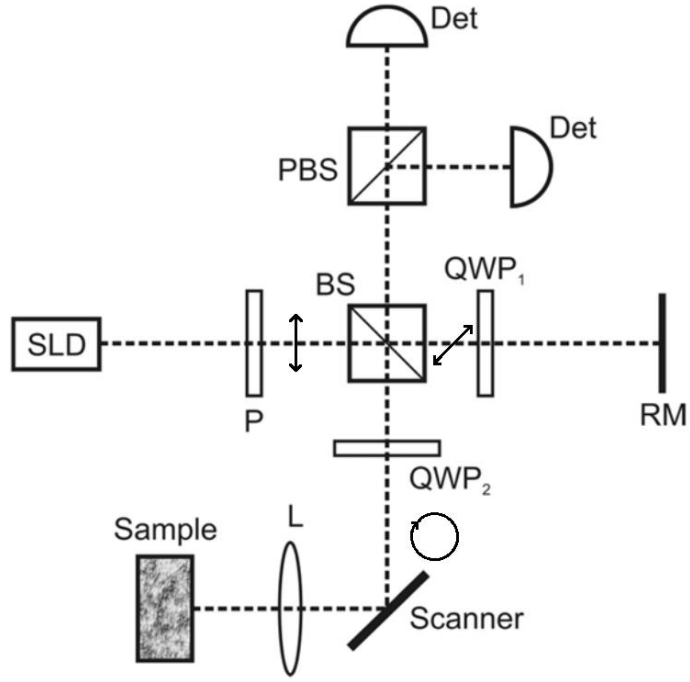 Det
Det
PBS
QWP₁
BS
SLD
P
RM
QWP₂
L
Sample
Scanner